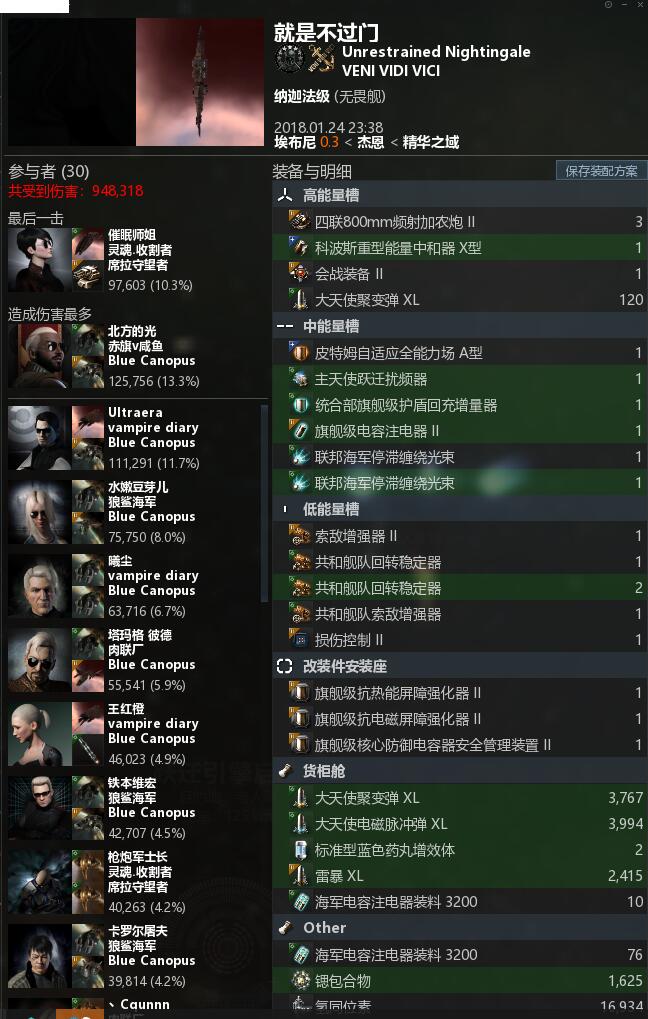 就是不过门
Unrestrained Nightingale
VENI VIDI VICI
纳迦法级 (无畏舰)
2018.01.24 23:38
埃布尼 0.3 < 杰恩 < 精华之域
参与者 (30)
共受到伤害: 948,318
最后一击
催眠师姐
灵魂.收割者
席拉守望者
97,603 (10.3%)
造成伤害最多
北方的光
赤旗v咸鱼
Blue Canopus
125,756 (13.3%)
Ultraera
vampire diary
Blue Canopus
111,291 (11.7%)
水嫩豆芽儿
狼鲨海军
Blue Canopus
75,750 (8.0%)
曦尘
vampire diary
Blue Canopus
63,716 (6.7%)
塔玛格 彼德
肉联厂
Blue Canopus
55,541 (5.9%)
王红橙
vampire diary
Blue Canopus
46,023 (4.9%)
铁本维宏
狼鲨海军
Blue Canopus
42,707 (4.5%)
枪炮军士长
灵魂.收割者
席拉守望者
40,263 (4.2%)
卡罗尔屠夫
狼鲨海军
Blue Canopus
39,814 (4.2%)
丶Cqunnn
装备与明细
保存装配方案
高能量槽
四联800mm频射加农炮 II 3
科波斯重型能量中和器 X型 1
会战装备 II 1
大天使聚变弹 XL 120
中能量槽
皮特姆自适应全能力场 A型 1
主天使跃迁扰频器 1
统合部旗舰级护盾回充增量器 1
旗舰级电容注电器 II 1
联邦海军停滞缠绕光束 1
联邦海军停滞缠绕光束 1
低能量槽
索敌增强器 II 1
共和舰队回转稳定器 1
共和舰队回转稳定器 2
共和舰队索敌增强器 1
损伤控制 II 1
改装件安装座
旗舰级抗热能屏障强化器 II 1
旗舰级抗电磁屏障强化器 II 1
旗舰级核心防御电容器安全管理装置 II 1
货柜舱
大天使聚变弹 XL 3,767
大天使电磁脉冲弹 XL 3,994
标准型蓝色药丸增效体 2
雷暴 XL 2,415
海军电容注电器装料 3200 10
Other
海军电容注电器装料 3200 76
锶包合物 1,625
氢同位素 16,934